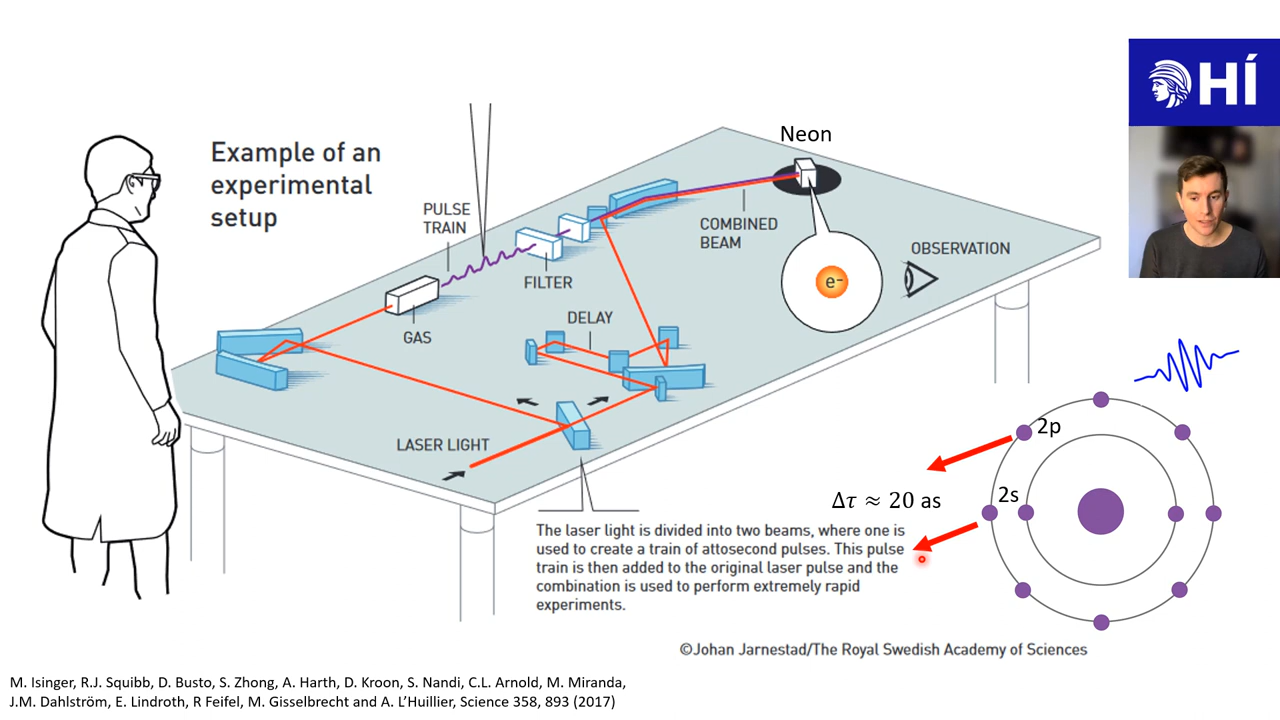 HÍ
Neon
Example of an
experimental
setup
PULSE
TRAIN
COMBINED
BEAM
OBSERVATION
FILTER
e⁻
GAS
DELAY
LASER LIGHT
2p
2s
Δτ ≈ 20 as
The laser light is divided into two beams, where one is
used to create a train of attosecond pulses. This pulse
train is then added to the original laser pulse and the
combination is used to perform extremely rapid
experiments.
©Johan Jarnestad/The Royal Swedish Academy of Sciences
M. Isinger, R.J. Squibb, D. Busto, S. Zhong, A. Harth, D. Kroon, S. Nandi, C.L. Arnold, M. Miranda,
J.M. Dahlström, E. Lindroth, R Feifel, M. Gisselbrecht and A. L’Huillier, Science 358, 893 (2017)